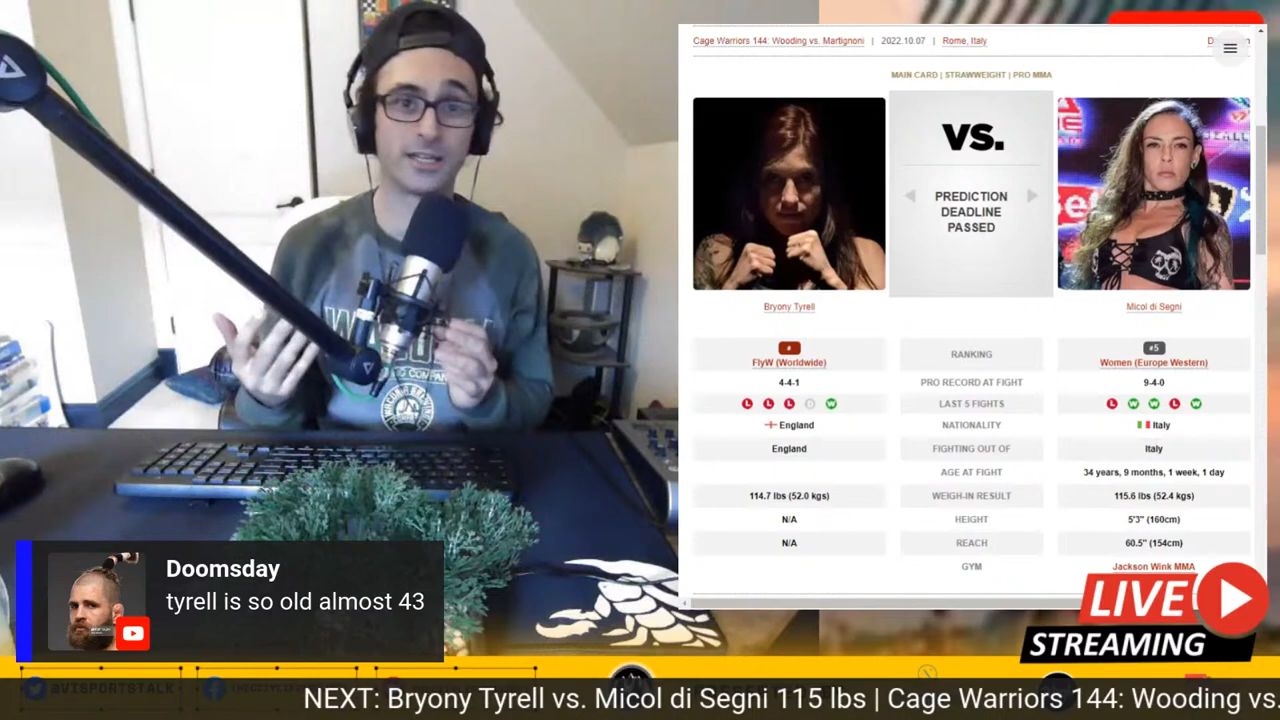 Cage Warriors 144: Wooding vs. Martignoni | 2022.10.07 | Rome, Italy
MAIN CARD | STRAWWEIGHT | PRO MMA
VS.
PREDICTION
DEADLINE
PASSED
Bryony Tyrell
Micol di Segni
# RANKING #5
FlyW (Worldwide) Women (Europe Western)
4-4-1 PRO RECORD AT FIGHT 9-4-0
L L L D W LAST 5 FIGHTS L W W L W
England NATIONALITY Italy
England FIGHTING OUT OF Italy
AGE AT FIGHT 34 years, 9 months, 1 week, 1 day
114.7 lbs (52.0 kgs) WEIGH-IN RESULT 115.6 lbs (52.4 kgs)
N/A HEIGHT 5'3" (160cm)
N/A REACH 60.5" (154cm)
GYM Jackson Wink MMA
Doomsday
tyrell is so old almost 43
LIVE
STREAMING
@VISPORTSTALK
NEXT: Bryony Tyrell vs. Micol di Segni 115 lbs | Cage Warriors 144: Wooding vs.